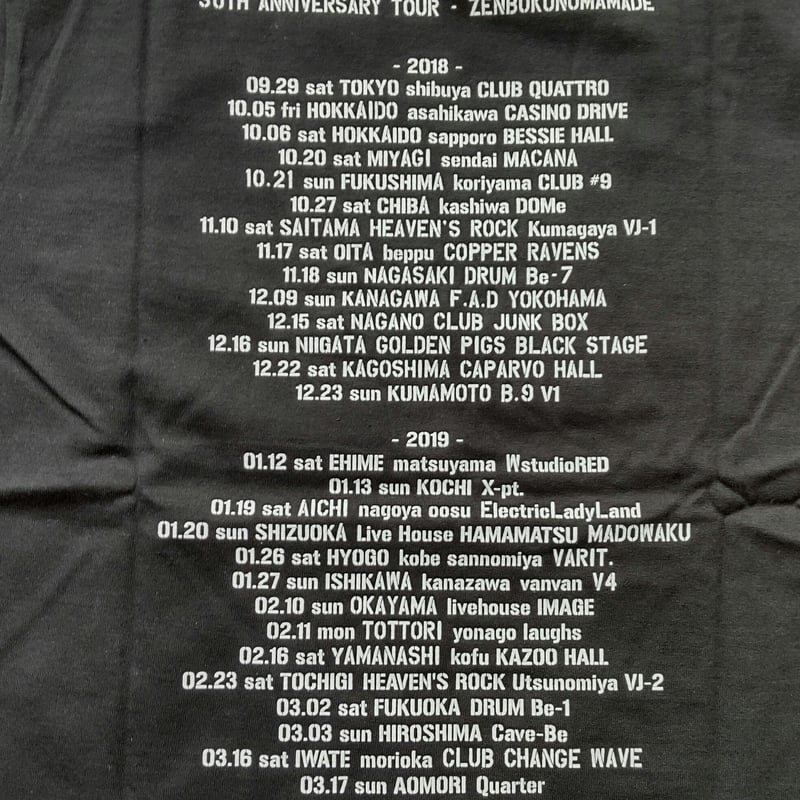 30TH ANNIVERSARY TOUR - ZENBUKONOMAMADE
- 2018 -
09.29 sat TOKYO shibuya CLUB QUATTRO
10.05 fri HOKKAIDO asahikawa CASINO DRIVE
10.06 sat HOKKAIDO sapporo BESSIE HALL
10.20 sat MIYAGI sendai MACANA
10.21 sun FUKUSHIMA koriyama CLUB #9
10.27 sat CHIBA kashiwa DOMe
11.10 sat SAITAMA HEAVEN'S ROCK Kumagaya VJ-1
11.17 sat OITA beppu COPPER RAVENS
11.18 sun NAGASAKI DRUM Be-7
12.09 sun KANAGAWA F.A.D YOKOHAMA
12.15 sat NAGANO CLUB JUNK BOX
12.16 sun NIIGATA GOLDEN PIGS BLACK STAGE
12.22 sat KAGOSHIMA CAPARVO HALL
12.23 sun KUMAMOTO B.9 V1
- 2019 -
01.12 sat EHIME matsuyama WstudioRED
01.13 sun KOCHI X-pt.
01.19 sat AICHI nagoya oosu ElectricLadyLand
01.20 sun SHIZUOKA Live House HAMAMATSU MADOWAKU
01.26 sat HYOGO kobe sannomiya VARIT.
01.27 sun ISHIKAWA kanazawa vanvan V4
02.10 sun OKAYAMA livehouse IMAGE
02.11 mon TOTTORI yonago laughs
02.16 sat YAMANASHI kofu KAZOO HALL
02.23 sat TOCHIGI HEAVEN'S ROCK Utsunomiya VJ-2
03.02 sat FUKUOKA DRUM Be-1
03.03 sun HIROSHIMA Cave-Be
03.16 sat IWATE morioka CLUB CHANGE WAVE
03.17 sun AOMORI Quarter